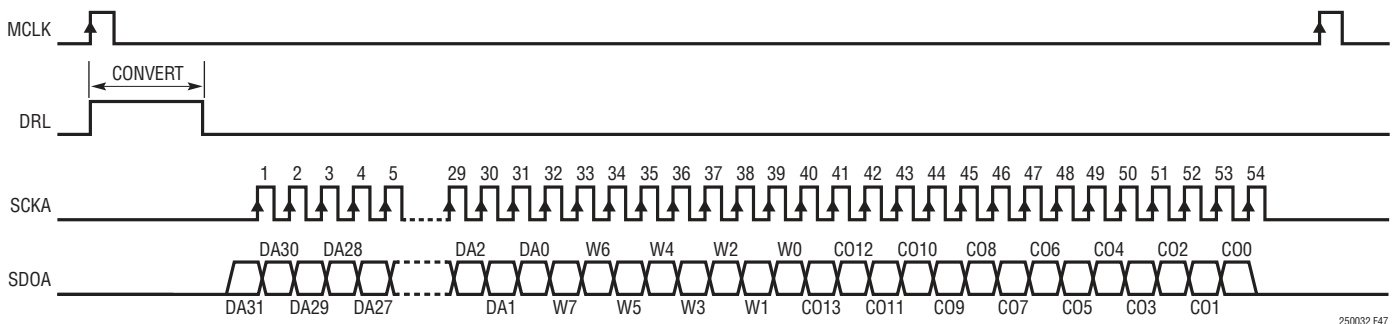 MCLK
CONVERT
DRL
1 2 3 4 5 29 30 31 32 33 34 35 36 37 38 39 40 41 42 43 44 45 46 47 48 49 50 51 52 53 54
SCKA
DA30 DA28 DA2 DA0 W6 W4 W2 W0 CO12 CO10 CO8 CO6 CO4 CO2 CO0
SDOA
DA31 DA29 DA27 DA1 W7 W5 W3 W1 CO13 CO11 CO9 CO7 CO5 CO3 CO1
250032 F47